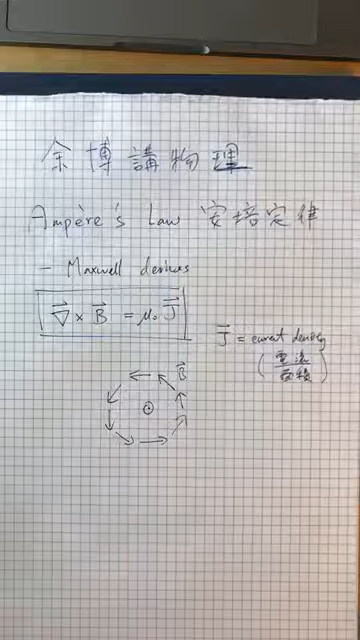 余博講物理
Ampère's Law 安培定律
- Maxwell derives
∇⃗ × B⃗ = μ₀ J⃗
J⃗ = current density
(電流/面積)
B⃗